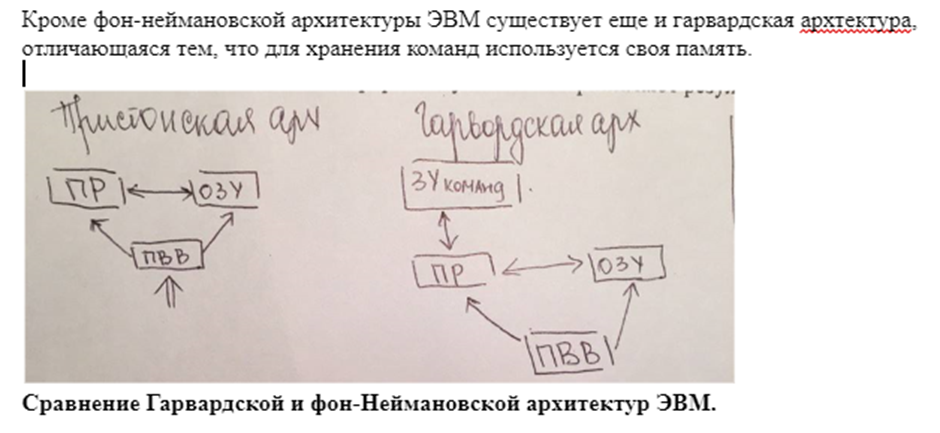 Кроме фон-неймановской архитектуры ЭВМ существует еще и гарвардская архтектура,
отличающаяся тем, что для хранения команд используется своя память.
Пристонская арх
Гарвордская арх
ПР
ОЗУ
ПВВ
ЗУ команд
ПР
ОЗУ
ПВВ
Сравнение Гарвардской и фон-Неймановской архитектур ЭВМ.